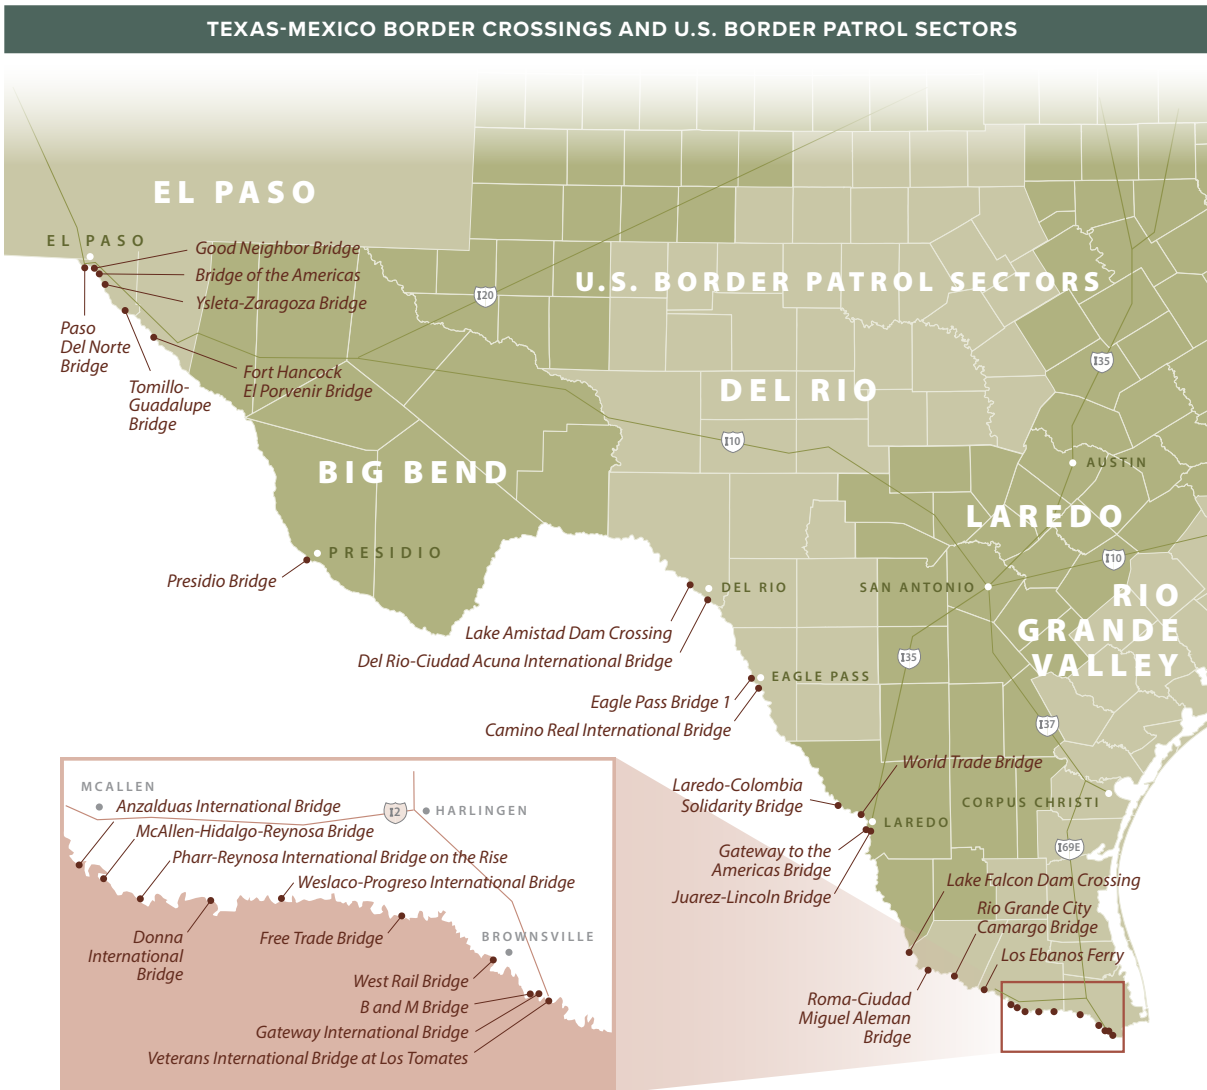 TEXAS-MEXICO BORDER CROSSINGS AND U.S. BORDER PATROL SECTORS
EL PASO
EL PASO
Good Neighbor Bridge
Bridge of the Americas
Ysleta-Zaragoza Bridge
Paso
Del Norte
Bridge
Tomillo-
Guadalupe
Bridge
Fort Hancock
El Porvenir Bridge
I20
U.S. BORDER PATROL SECTORS
I35
DEL RIO
I10
BIG BEND
AUSTIN
LAREDO
I10
PRESIDIO
Presidio Bridge
DEL RIO
SAN ANTONIO
RIO
GRANDE
VALLEY
Lake Amistad Dam Crossing
Del Rio-Ciudad Acuna International Bridge
I35
EAGLE PASS
Eagle Pass Bridge 1
Camino Real International Bridge
I37
World Trade Bridge
Laredo-Colombia
Solidarity Bridge
CORPUS CHRISTI
LAREDO
I69E
Gateway to the
Americas Bridge
Juarez-Lincoln Bridge
Lake Falcon Dam Crossing
Rio Grande City
Camargo Bridge
Los Ebanos Ferry
Roma-Ciudad
Miguel Aleman
Bridge
MCALLEN
Anzalduas International Bridge
I2
HARLINGEN
McAllen-Hidalgo-Reynosa Bridge
Pharr-Reynosa International Bridge on the Rise
Weslaco-Progreso International Bridge
Donna
International
Bridge
Free Trade Bridge
BROWNSVILLE
West Rail Bridge
B and M Bridge
Gateway International Bridge
Veterans International Bridge at Los Tomates